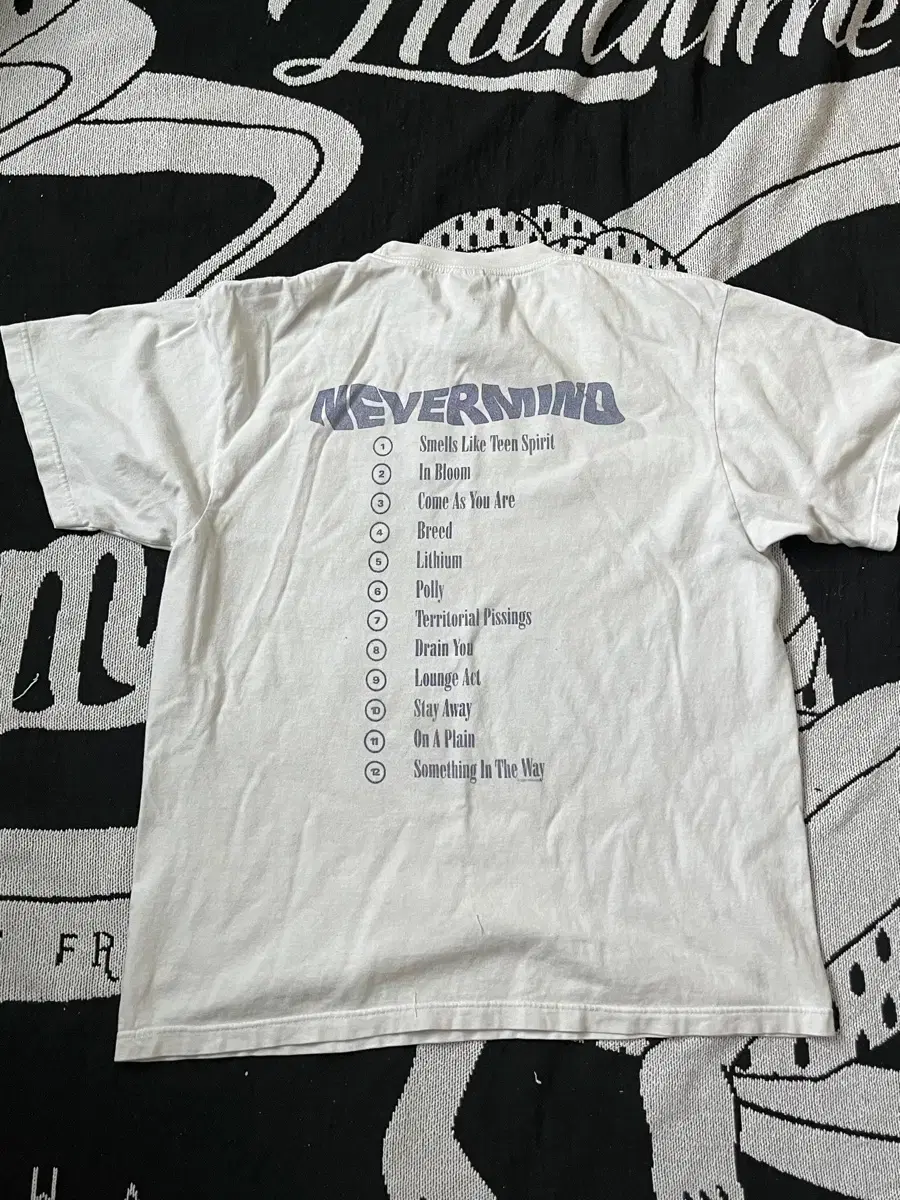 NEVERMIND
1 Smells Like Teen Spirit
2 In Bloom
3 Come As You Are
4 Breed
5 Lithium
6 Polly
7 Territorial Pissings
8 Drain You
9 Lounge Act
10 Stay Away
11 On A Plain
12 Something In The Way
FR